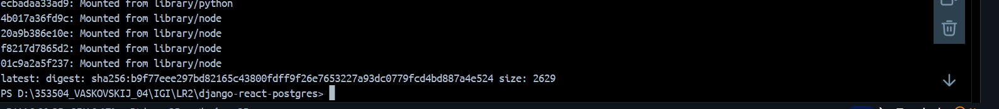 ecbadaa33ad9: Mounted from library/python
4b017a36fd9c: Mounted from library/node
20a9b386e10e: Mounted from library/node
f8217d7865d2: Mounted from library/node
01c9a2a5f237: Mounted from library/node
latest: digest: sha256:b9f77eee297bd82165c43800fdff9f26e7653227a93dc0779fcd4bd887a4e524 size: 2629
PS D:\353504_VASKOVSKIJ_04\IGI\LR2\django-react-postgres>